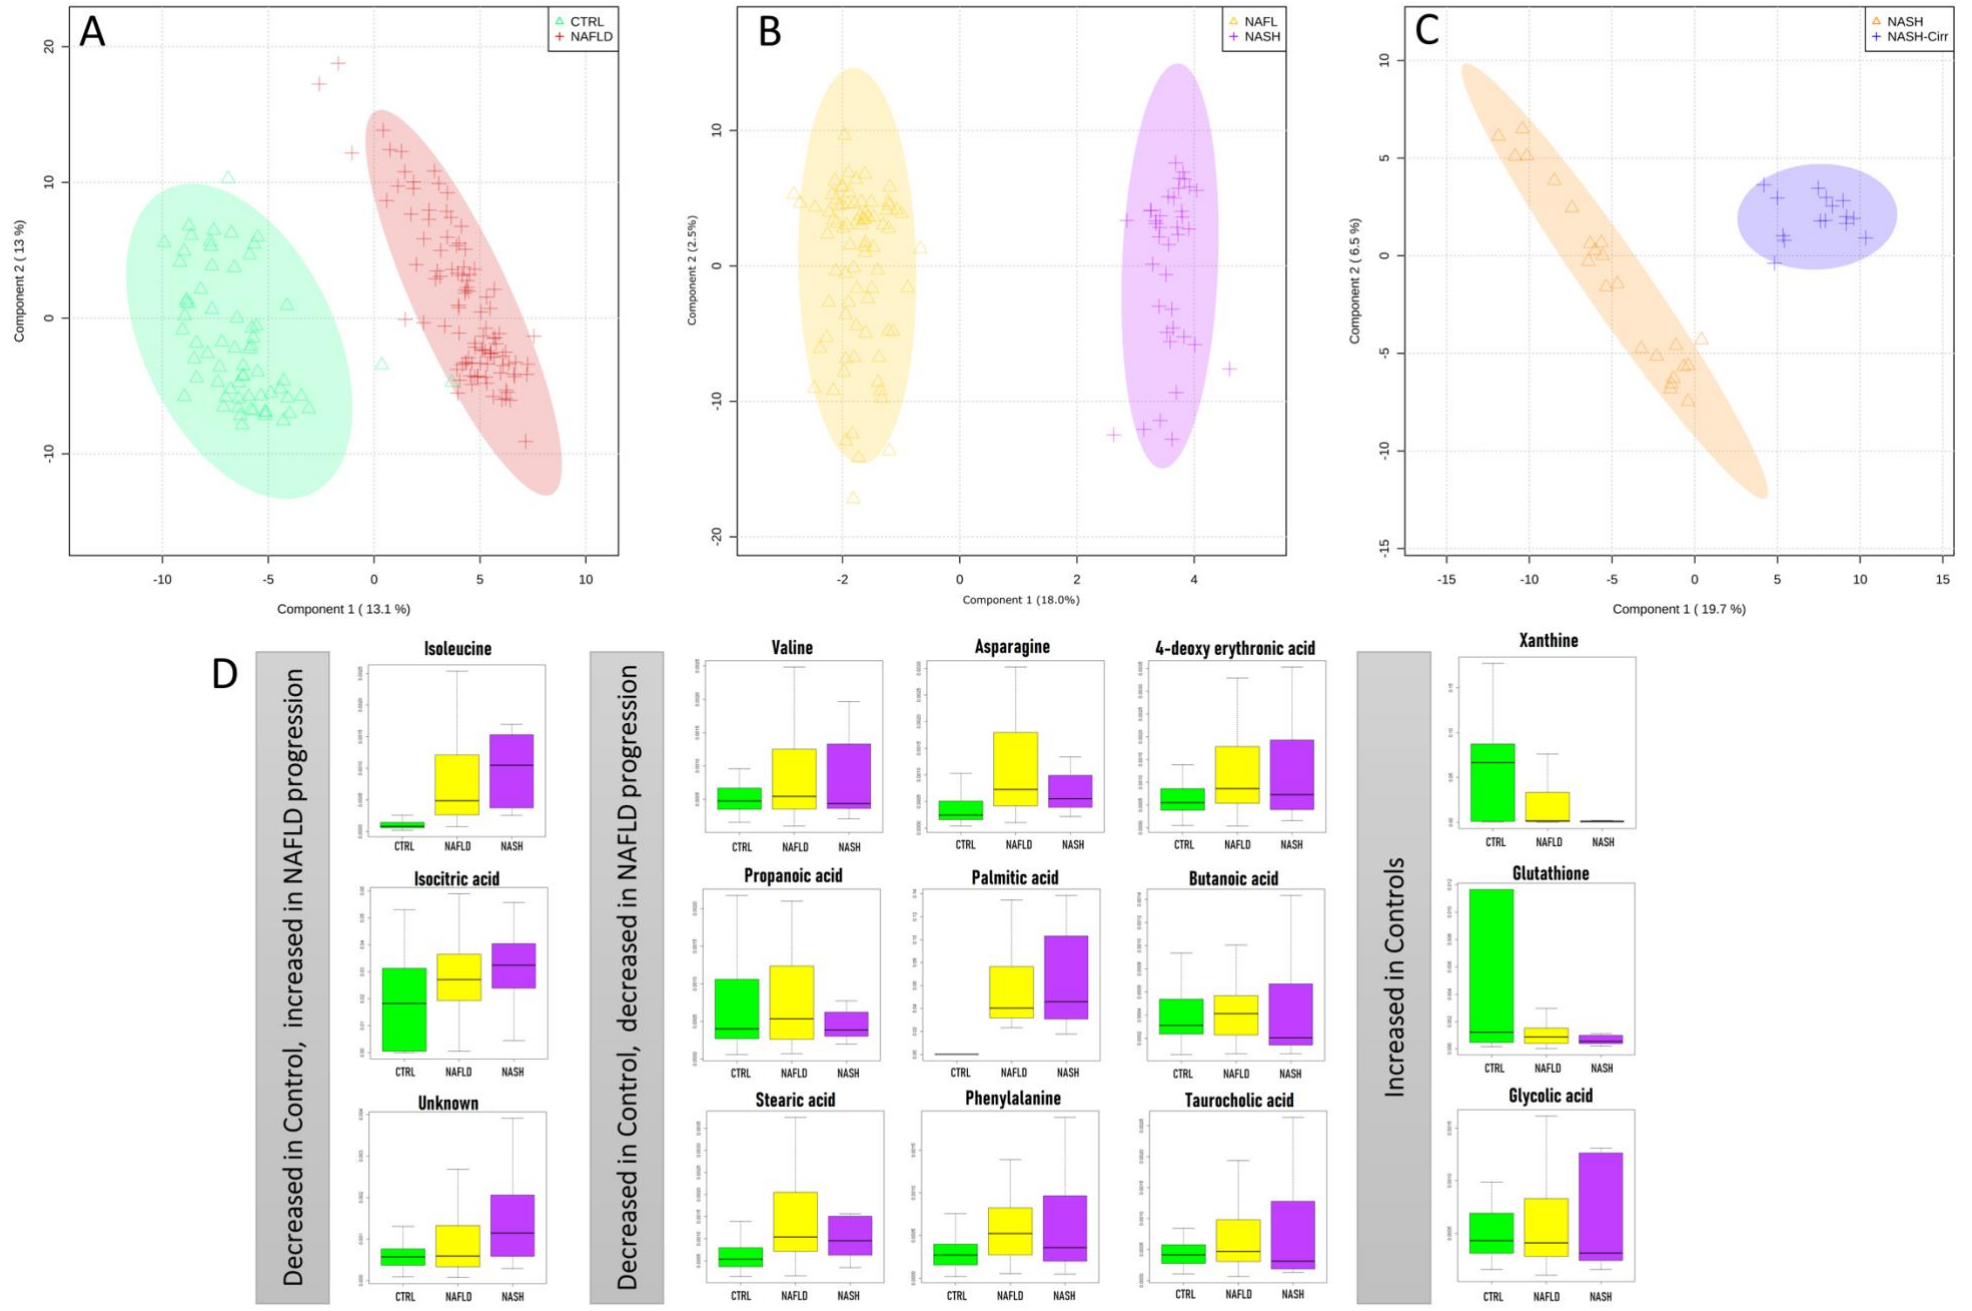 A
CTRL
NAFLD
20
10
0
-10
Component 2 ( 13 %)
-10
-5
0
5
10
Component 1 ( 13.1 %)
B
NAFL
NASH
10
0
-10
-20
Component 2 (2.5%)
-2
0
2
4
Component 1 (18.0%)
C
NASH
NASH-Cirr
10
5
0
-5
-10
-15
Component 2 ( 6.5 %)
-15
-10
-5
0
5
10
15
Component 1 ( 19.7 %)
D
Decreased in Control, increased in NAFLD progression
Isoleucine
CTRL NAFLD NASH
Isocitric acid
CTRL NAFLD NASH
Unknown
CTRL NAFLD NASH
Decreased in Control, decreased in NAFLD progression
Valine
CTRL NAFLD NASH
Asparagine
CTRL NAFLD NASH
4-deoxy erythronic acid
CTRL NAFLD NASH
Propanoic acid
CTRL NAFLD NASH
Palmitic acid
CTRL NAFLD NASH
Butanoic acid
CTRL NAFLD NASH
Stearic acid
CTRL NAFLD NASH
Phenylalanine
CTRL NAFLD NASH
Taurocholic acid
CTRL NAFLD NASH
Increased in Controls
Xanthine
CTRL NAFLD NASH
Glutathione
CTRL NAFLD NASH
Glycolic acid
CTRL NAFLD NASH